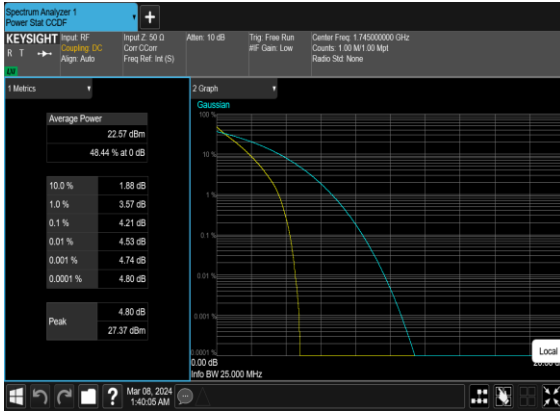 Spectrum Analyzer 1
Power Stat CCDF
+
KEYSIGHT
R T
LXI
Input: RF
Coupling: DC
Align: Auto
Input Z: 50 Ω
Corr CCorr
Freq Ref: Int (S)
Atten: 10 dB
Trig: Free Run
#IF Gain: Low
Center Freq: 1.745000000 GHz
Counts: 1.00 M/1.00 Mpt
Radio Std: None
1 Metrics
Average Power
22.57 dBm
48.44 % at 0 dB
10.0 % 1.88 dB
1.0 % 3.57 dB
0.1 % 4.21 dB
0.01 % 4.53 dB
0.001 % 4.74 dB
0.0001 % 4.80 dB
Peak
4.80 dB
27.37 dBm
2 Graph
Gaussian
100 %
10 %
1 %
0.1 %
0.01 %
0.001 %
0.0001 %
0.00 dB
Info BW 25.000 MHz
Local
?
Mar 08, 2024
1:40:05 AM